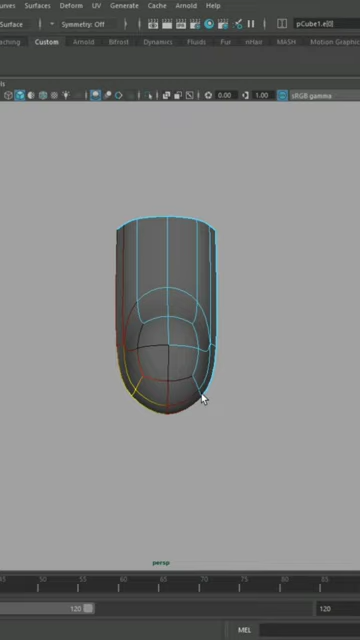 urves Surfaces Deform UV Generate Cache Arnold Help
Surface Symmetry: Off pCube1.e[
aching Custom Arnold Bifrost Dynamics Fluids Fur nHair MASH Motion Graphic
ls
0.00 1.00 sRGB gamma
persp
45 50 55 60 65 70 75 80 85
120 120
MEL